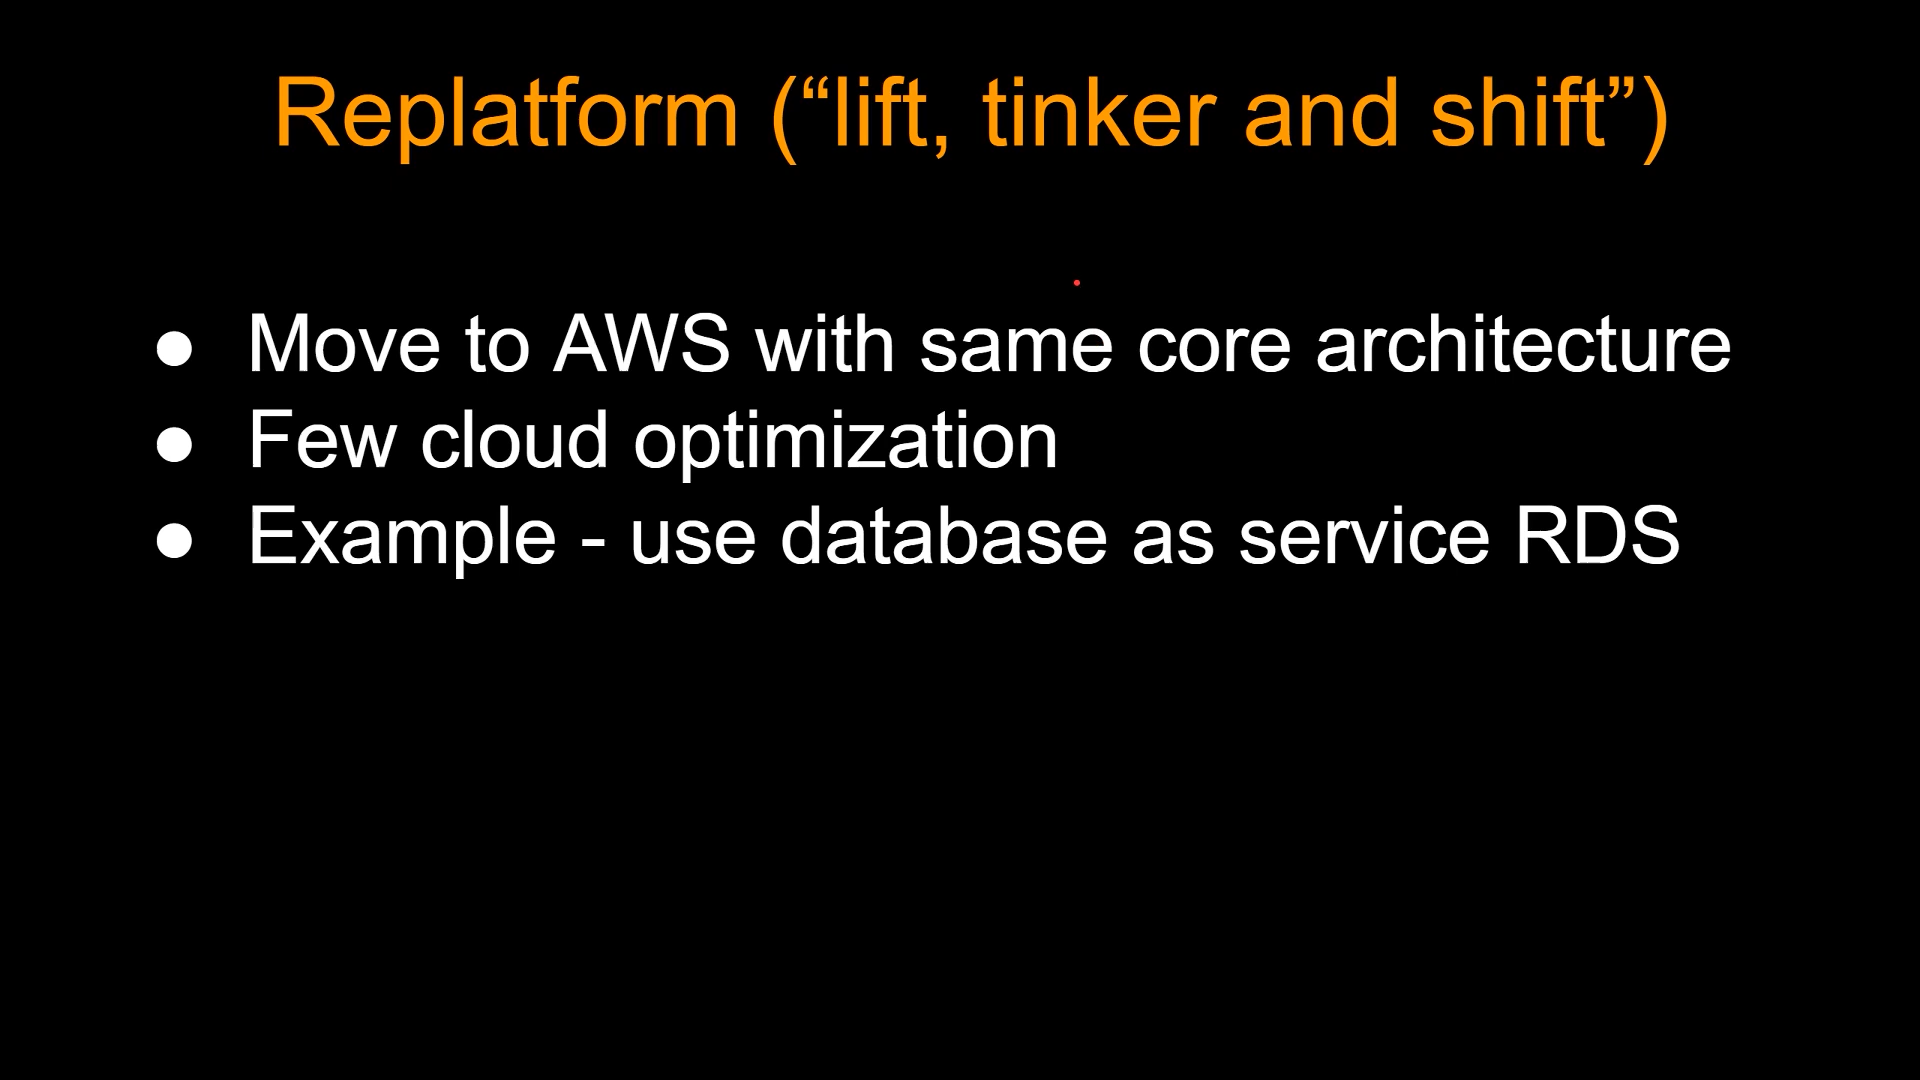 Replatform (“lift, tinker and shift”)
● Move to AWS with same core architecture
● Few cloud optimization
● Example - use database as service RDS